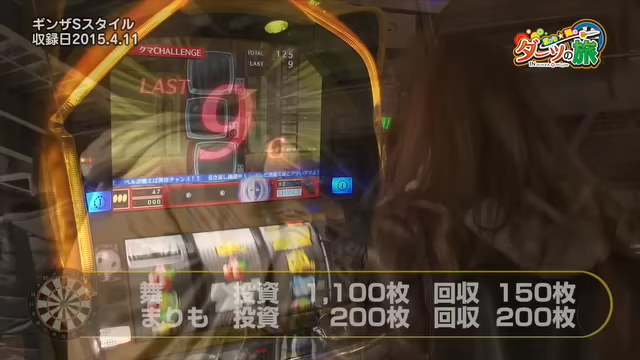 ギンザSスタイル
収録日2015.4.11
ダーツの旅
クマCHALLENGE
TOTAL 125
LAST 9
LAST
9
47
000
舞 投資 1,100枚 回収 150枚
まりも 投資 200枚 回収 200枚